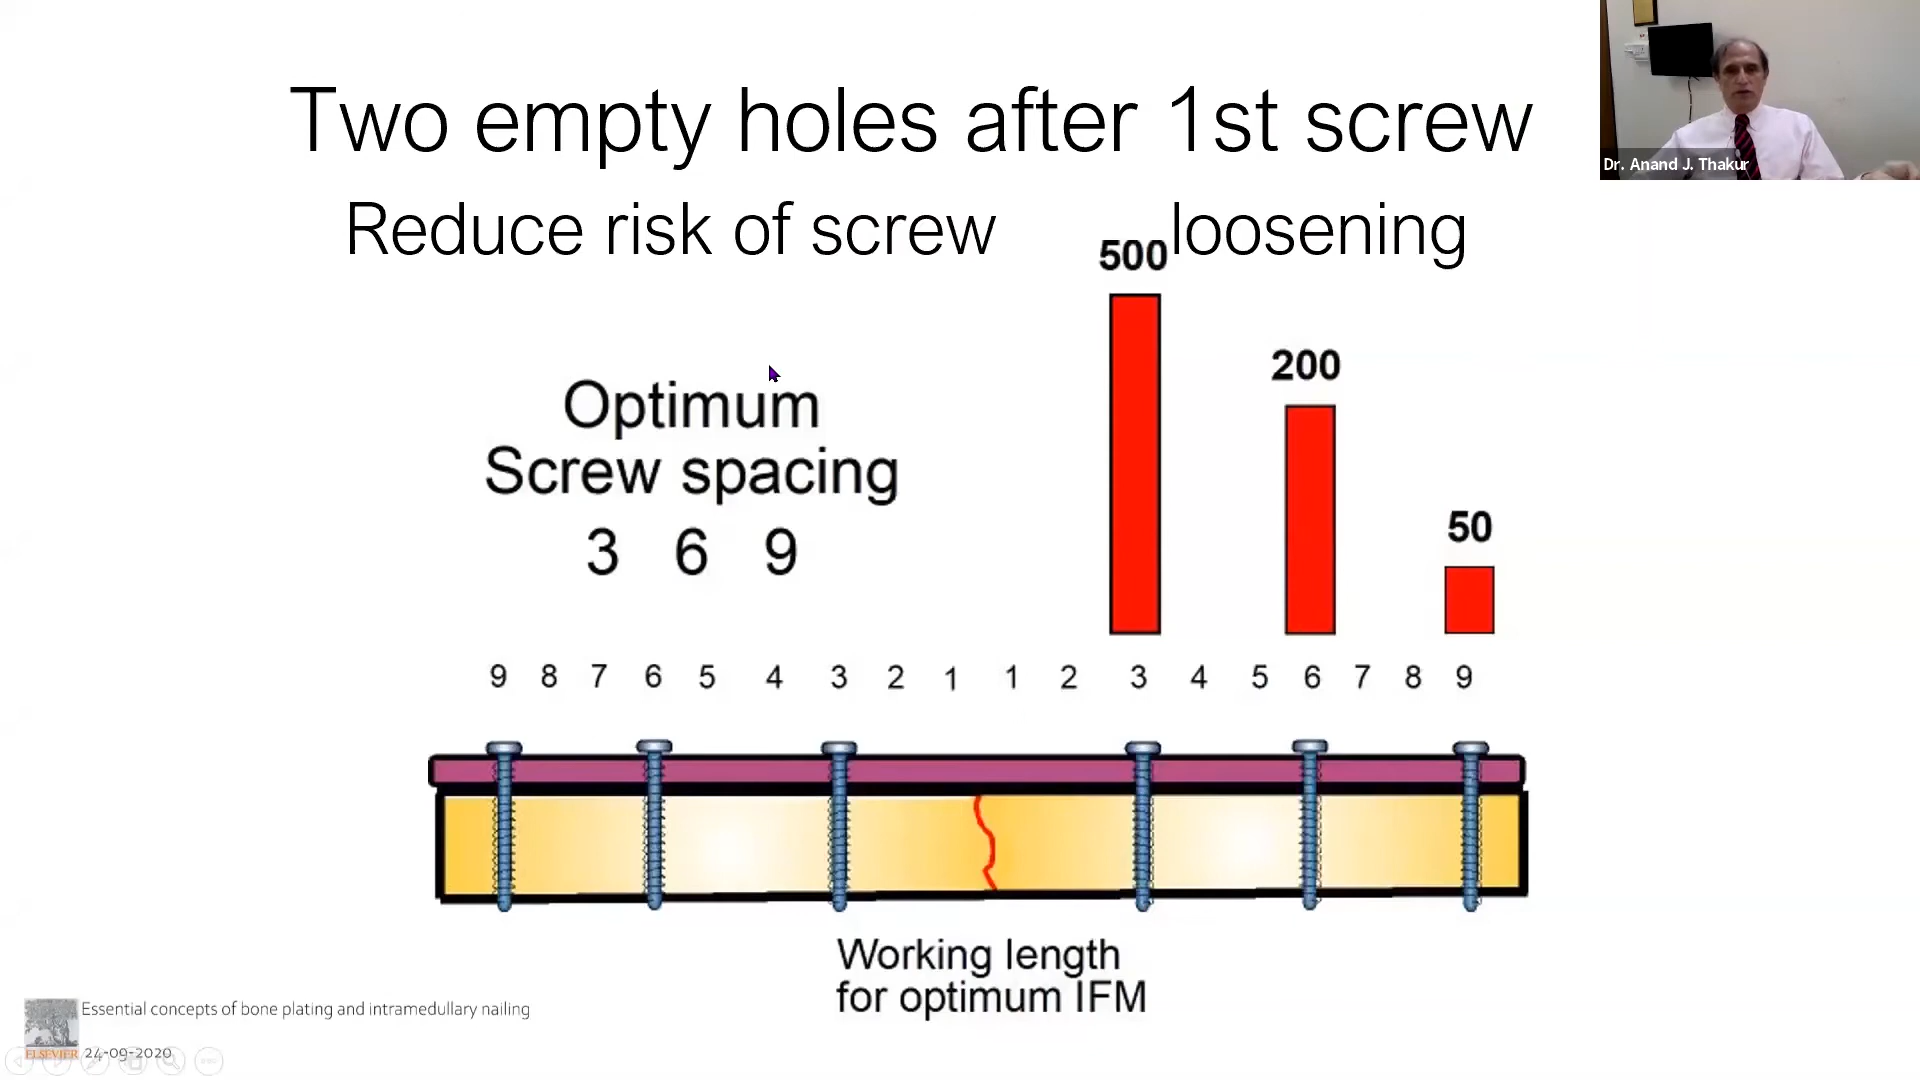 Two empty holes after 1st screw
Dr. Anand J. Thakur
Reduce risk of screw loosening
500
200
Optimum
Screw spacing
3 6 9
50
9 8 7 6 5 4 3 2 1 1 2 3 4 5 6 7 8 9
Working length
for optimum IFM
Essential concepts of bone plating and intramedullary nailing
ELSEVIER 24-09-2020